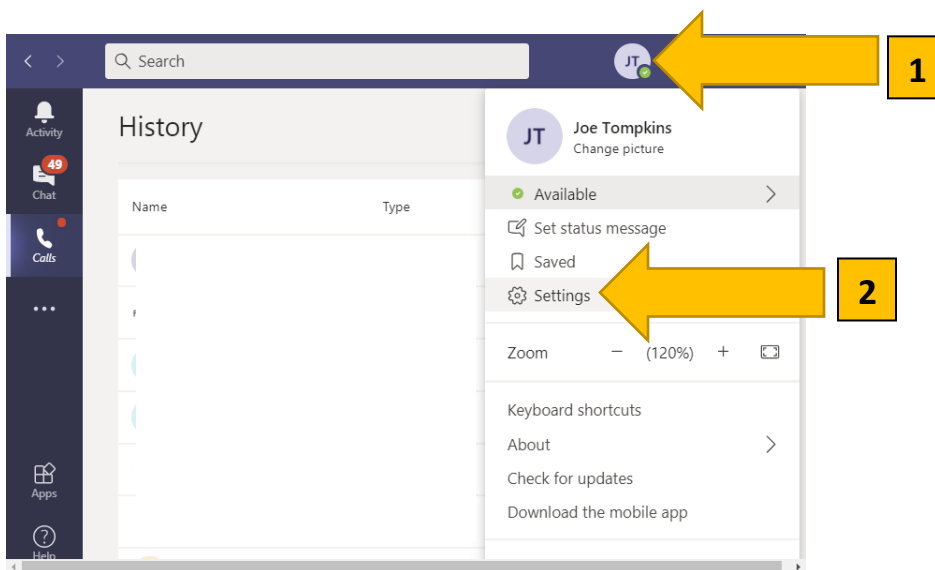 Search
JT
1
Activity
49
Chat
Calls
Apps
Help
History
Name
Type
JT
Joe Tompkins
Change picture
Available
Set status message
Saved
Settings
2
Zoom
(120%)
Keyboard shortcuts
About
Check for updates
Download the mobile app